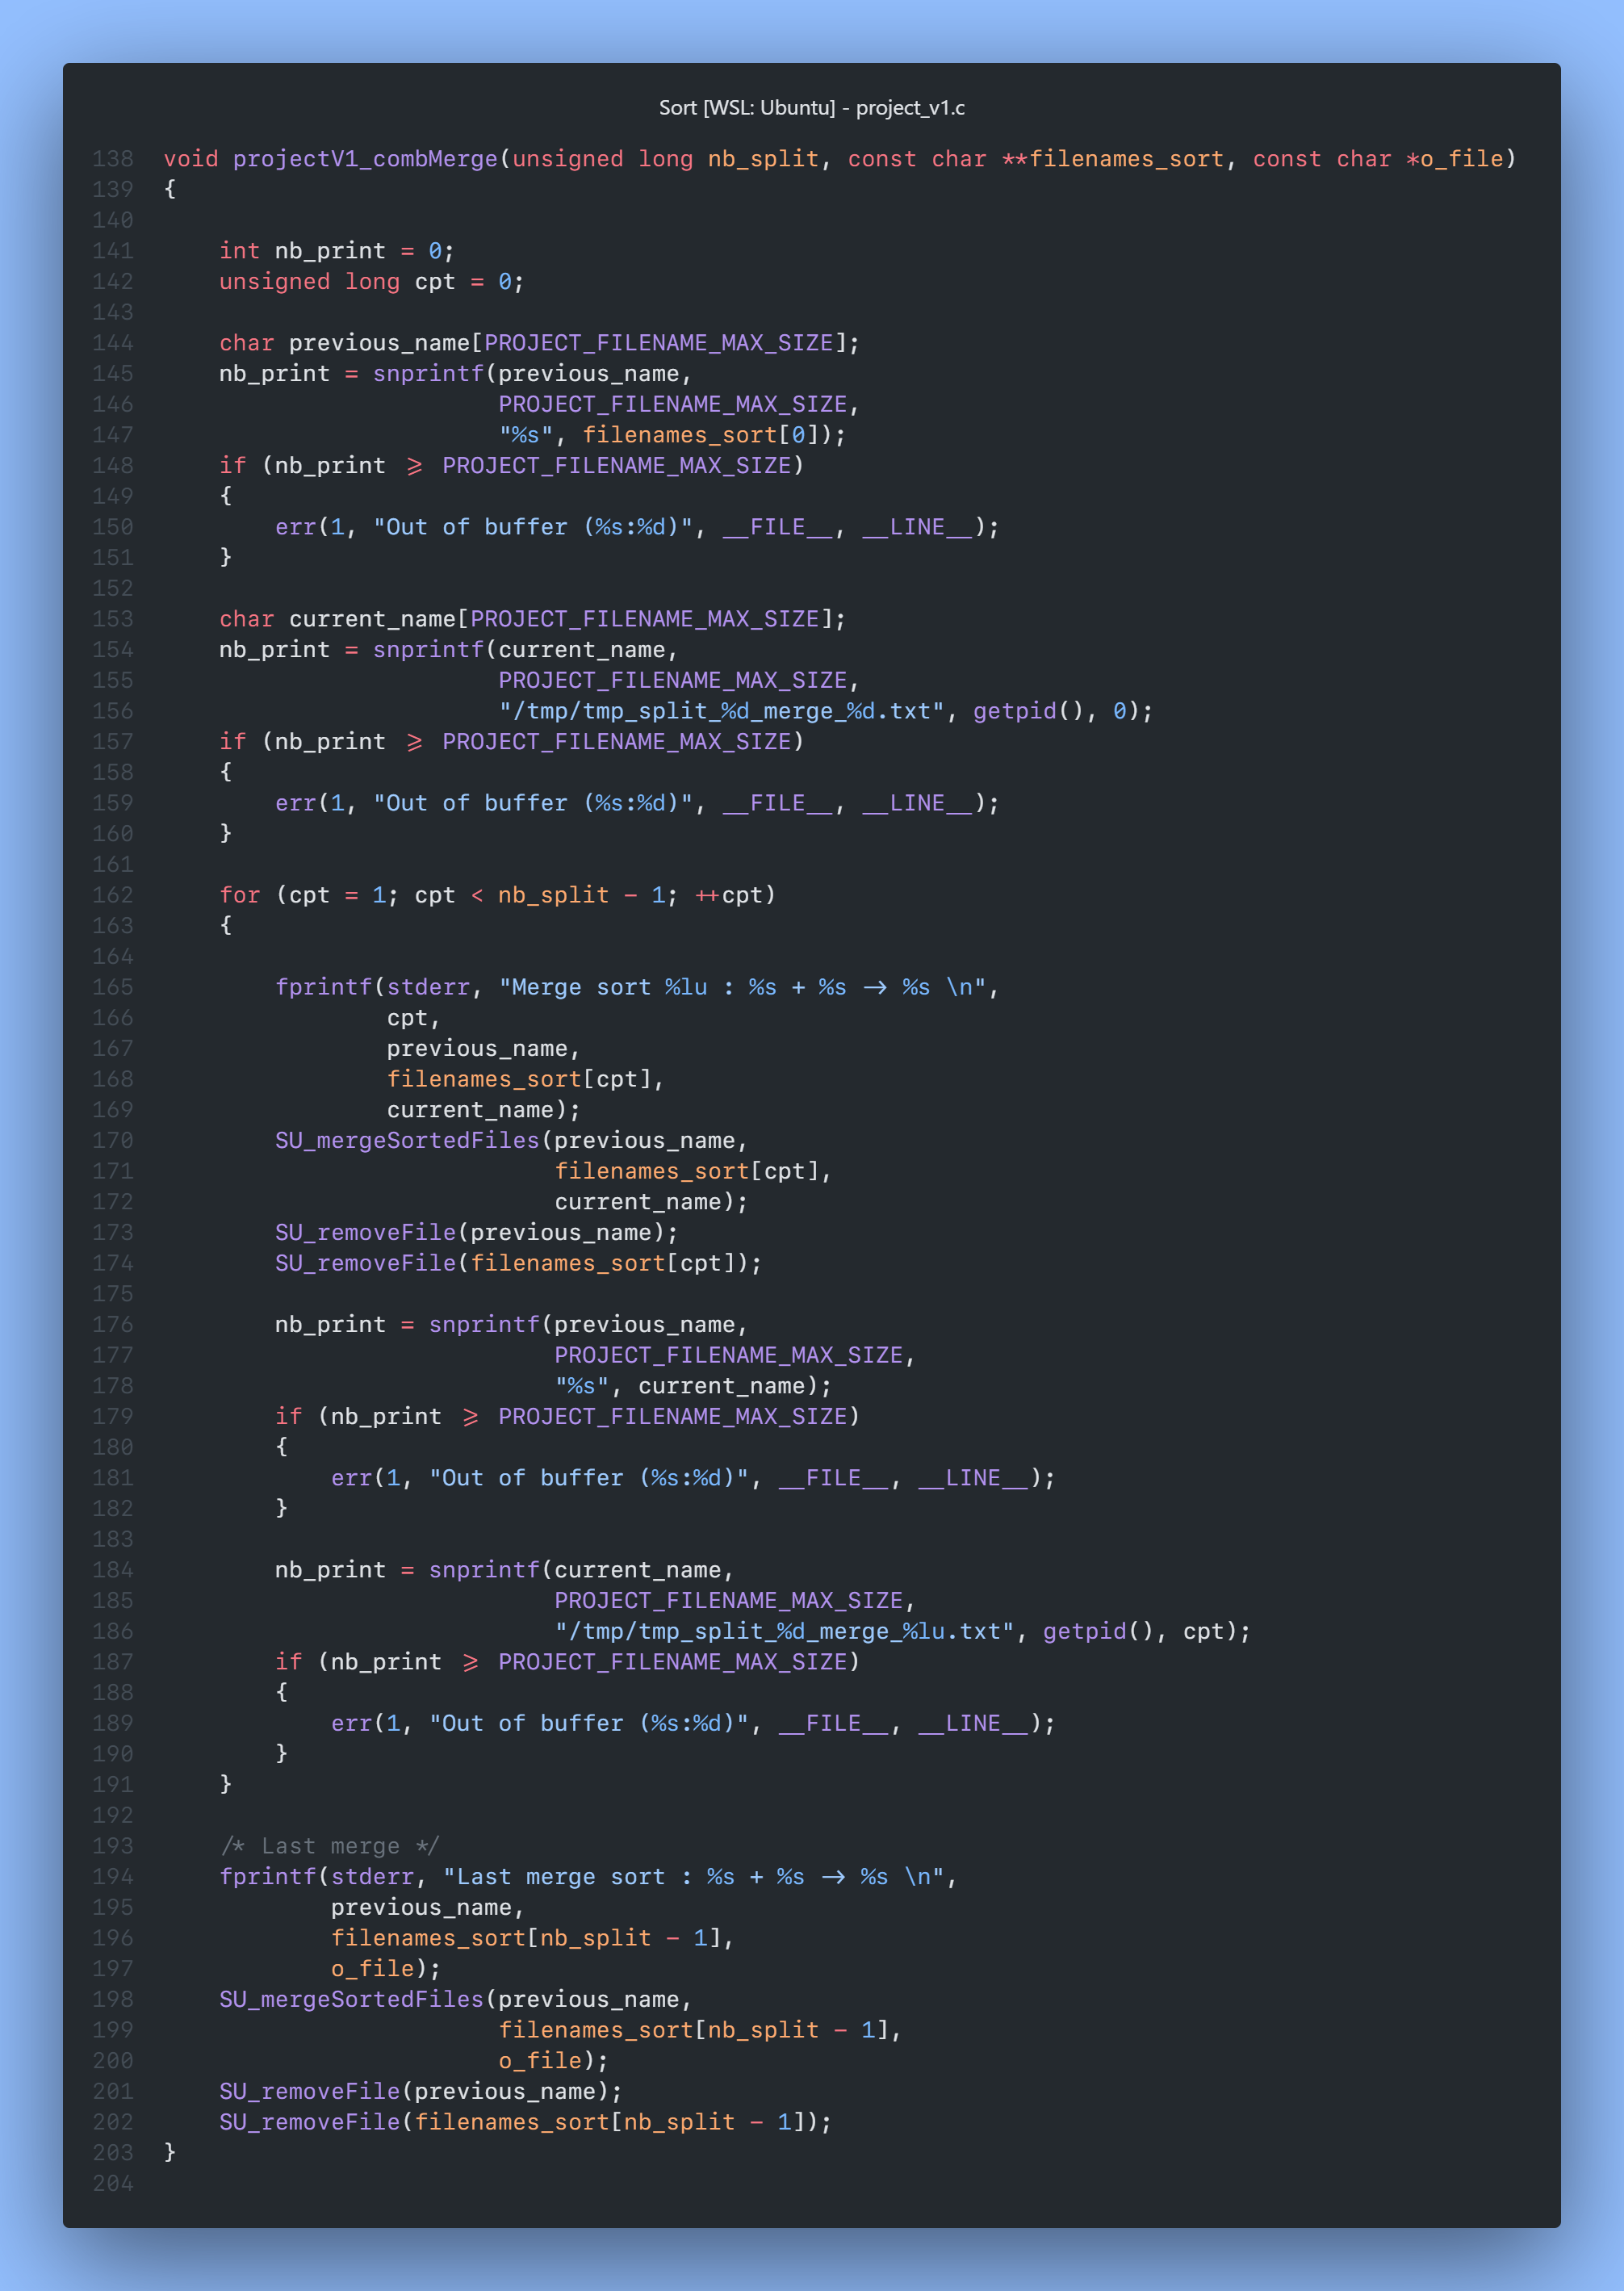 Sort [WSL: Ubuntu] - project_v1.c
138 void projectV1_combMerge(unsigned long nb_split, const char **filenames_sort, const char *o_file)
139 {
140
141     int nb_print = 0;
142     unsigned long cpt = 0;
143
144     char previous_name[PROJECT_FILENAME_MAX_SIZE];
145     nb_print = snprintf(previous_name,
146                         PROJECT_FILENAME_MAX_SIZE,
147                         "%s", filenames_sort[0]);
148     if (nb_print >= PROJECT_FILENAME_MAX_SIZE)
149     {
150         err(1, "Out of buffer (%s:%d)", __FILE__, __LINE__);
151     }
152
153     char current_name[PROJECT_FILENAME_MAX_SIZE];
154     nb_print = snprintf(current_name,
155                         PROJECT_FILENAME_MAX_SIZE,
156                         "/tmp/tmp_split_%d_merge_%d.txt", getpid(), 0);
157     if (nb_print >= PROJECT_FILENAME_MAX_SIZE)
158     {
159         err(1, "Out of buffer (%s:%d)", __FILE__, __LINE__);
160     }
161
162     for (cpt = 1; cpt < nb_split - 1; ++cpt)
163     {
164
165         fprintf(stderr, "Merge sort %lu : %s + %s -> %s \n",
166                 cpt,
167                 previous_name,
168                 filenames_sort[cpt],
169                 current_name);
170         SU_mergeSortedFiles(previous_name,
171                             filenames_sort[cpt],
172                             current_name);
173         SU_removeFile(previous_name);
174         SU_removeFile(filenames_sort[cpt]);
175
176         nb_print = snprintf(previous_name,
177                             PROJECT_FILENAME_MAX_SIZE,
178                             "%s", current_name);
179         if (nb_print >= PROJECT_FILENAME_MAX_SIZE)
180         {
181             err(1, "Out of buffer (%s:%d)", __FILE__, __LINE__);
182         }
183
184         nb_print = snprintf(current_name,
185                             PROJECT_FILENAME_MAX_SIZE,
186                             "/tmp/tmp_split_%d_merge_%lu.txt", getpid(), cpt);
187         if (nb_print >= PROJECT_FILENAME_MAX_SIZE)
188         {
189             err(1, "Out of buffer (%s:%d)", __FILE__, __LINE__);
190         }
191     }
192
193     /* Last merge */
194     fprintf(stderr, "Last merge sort : %s + %s -> %s \n",
195             previous_name,
196             filenames_sort[nb_split - 1],
197             o_file);
198     SU_mergeSortedFiles(previous_name,
199                         filenames_sort[nb_split - 1],
200                         o_file);
201     SU_removeFile(previous_name);
202     SU_removeFile(filenames_sort[nb_split - 1]);
203 }
204